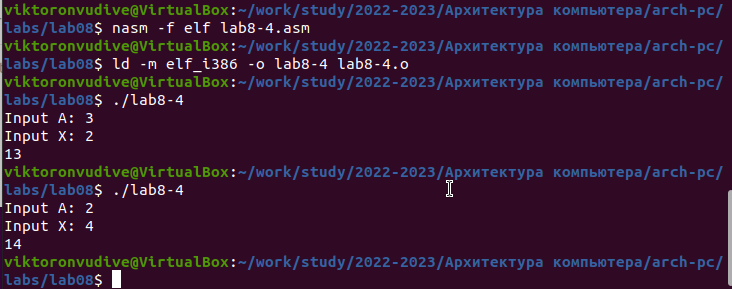 viktoronvudive@VirtualBox:~/work/study/2022-2023/Архитектура компьютера/arch-pc/
labs/lab08$ nasm -f elf lab8-4.asm
viktoronvudive@VirtualBox:~/work/study/2022-2023/Архитектура компьютера/arch-pc/
labs/lab08$ ld -m elf_i386 -o lab8-4 lab8-4.o
viktoronvudive@VirtualBox:~/work/study/2022-2023/Архитектура компьютера/arch-pc/
labs/lab08$ ./lab8-4
Input A: 3
Input X: 2
13
viktoronvudive@VirtualBox:~/work/study/2022-2023/Архитектура компьютера/arch-pc/
labs/lab08$ ./lab8-4
Input A: 2
Input X: 4
14
viktoronvudive@VirtualBox:~/work/study/2022-2023/Архитектура компьютера/arch-pc/
labs/lab08$